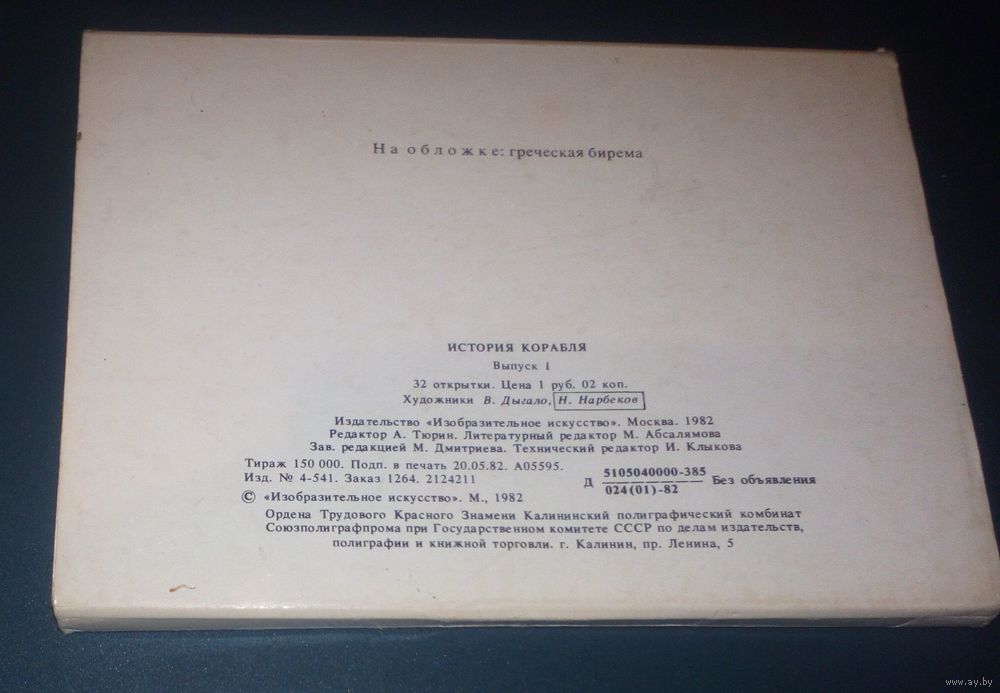 На обложке: греческая бирема
ИСТОРИЯ КОРАБЛЯ
Выпуск 1
32 открытки. Цена 1 руб. 02 коп.
Художники В. Дыгало, Н. Нарбеков
Издательство «Изобразительное искусство». Москва. 1982
Редактор А. Тюрин. Литературный редактор М. Абсалямова
Зав. редакцией М. Дмитриева. Технический редактор И. Клыкова
Тираж 150 000. Подп. в печать 20.05.82. А05595.
Изд. № 4-541. Заказ 1264. 2124211
Д 5105040000-385 Без объявления
024(01)-82
© «Изобразительное искусство». М., 1982
Ордена Трудового Красного Знамени Калининский полиграфический комбинат
Союзполиграфпрома при Государственном комитете СССР по делам издательств,
полиграфии и книжной торговли. г. Калинин, пр. Ленина, 5
www.ay.by